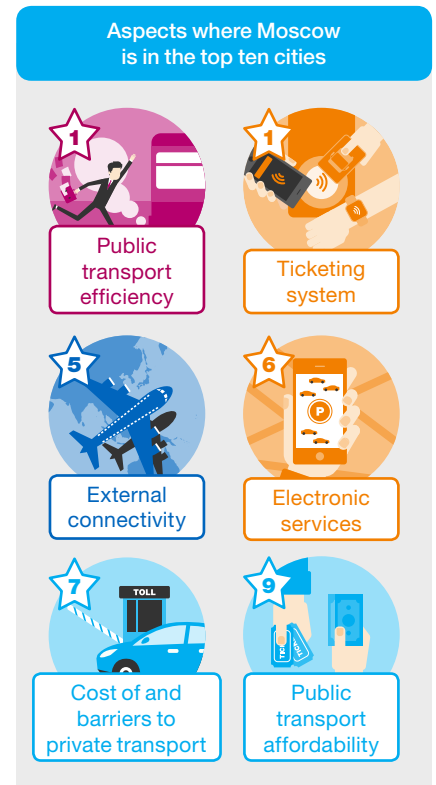 Aspects where Moscow
is in the top ten cities
1
Public
transport
efficiency
1
Ticketing
system
5
External
connectivity
6
P
Electronic
services
7
TOLL
Cost of and
barriers to
private transport
9
Public
transport
affordability